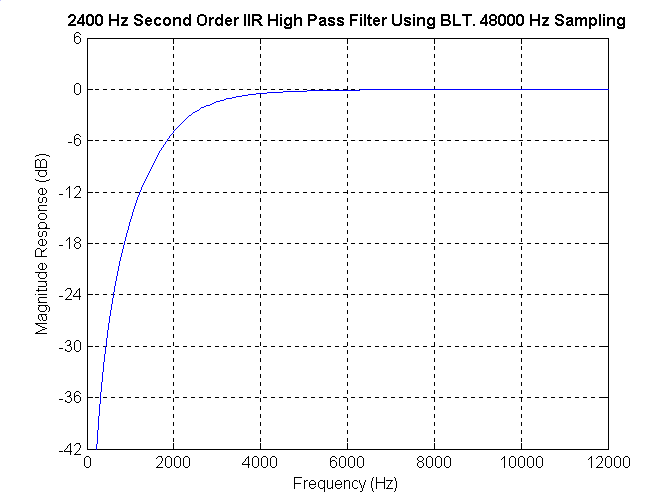 2400 Hz Second Order IIR High Pass Filter Using BLT. 48000 Hz Sampling
6
0
-6
-12
-18
-24
-30
-36
-42
Magnitude Response (dB)
0 2000 4000 6000 8000 10000 12000
Frequency (Hz)